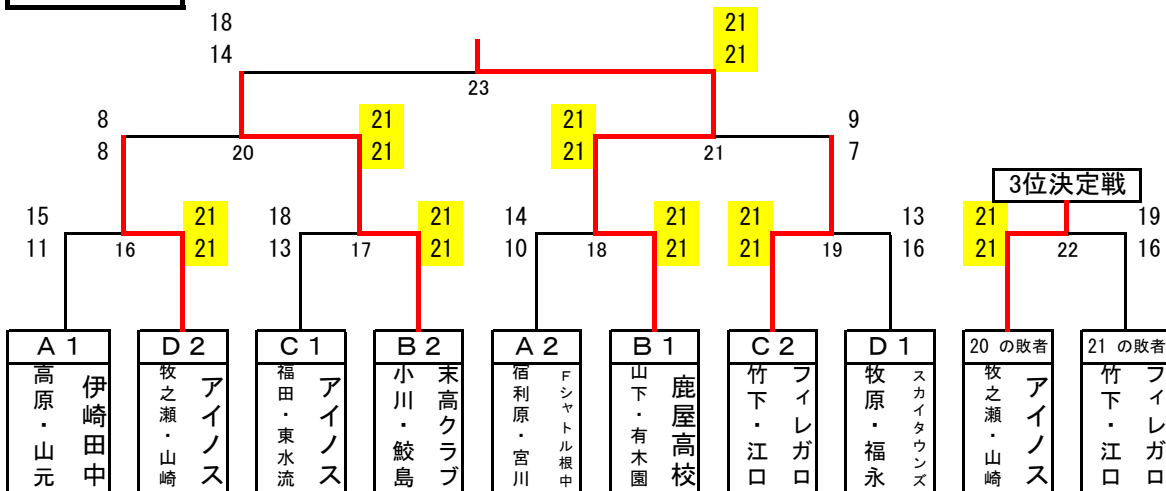 18
14
21
21
23
8
8
21
21
20
21
21
9
7
21
3位決定戦
15
11
21
21
16
18
13
21
21
17
14
10
21
21
18
21
21
13
16
19
21
21
19
16
22
A1
高原・山元
伊崎田中
D2
牧之瀬・山崎
アイノス
C1
福田・東水流
アイノス
B2
小川・鮫島
末高クラブ
A2
宿利原・宮川
Fシャトル根中
B1
山下・有木園
鹿屋高校
C2
竹下・江口
フィレガロ
D1
牧原・福永
スカイタウンズ
20 の敗者
牧之瀬・山崎
アイノス
21 の敗者
竹下・江口
フィレガロ